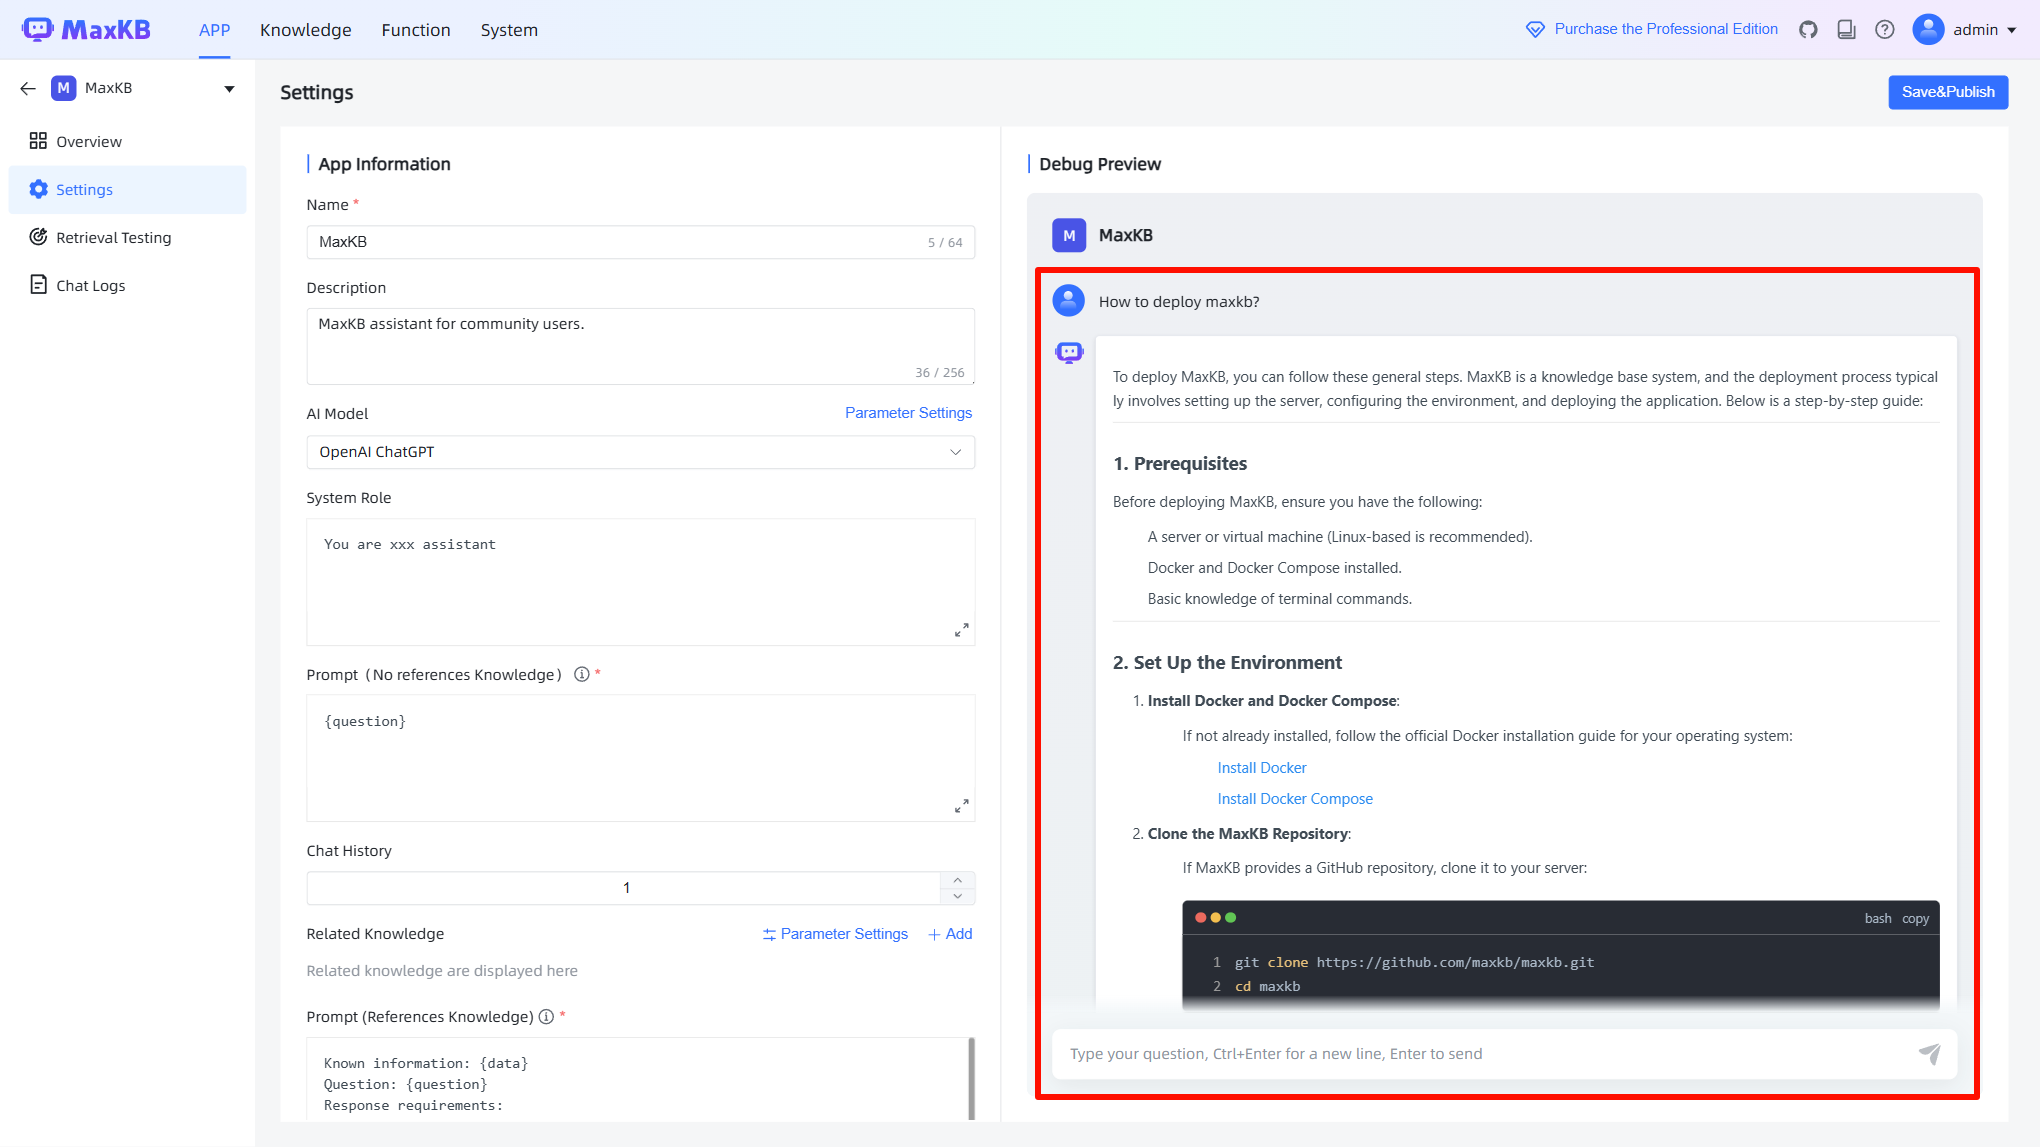 MaxKB
APP
Knowledge
Function
System
Purchase the Professional Edition
admin
M
MaxKB
Overview
Settings
Retrieval Testing
Chat Logs
Settings
Save&Publish
App Information
Name *
MaxKB
5 / 64
Description
MaxKB assistant for community users.
36 / 256
AI Model
Parameter Settings
OpenAI ChatGPT
System Role
You are xxx assistant
Prompt (No references Knowledge) *
{question}
Chat History
1
Related Knowledge
Parameter Settings
Add
Related knowledge are displayed here
Prompt (References Knowledge) *
Known information: {data}
Question: {question}
Response requirements:
Debug Preview
M
MaxKB
How to deploy maxkb?
To deploy MaxKB, you can follow these general steps. MaxKB is a knowledge base system, and the deployment process typical
ly involves setting up the server, configuring the environment, and deploying the application. Below is a step-by-step guide:
1. Prerequisites
Before deploying MaxKB, ensure you have the following:
A server or virtual machine (Linux-based is recommended).
Docker and Docker Compose installed.
Basic knowledge of terminal commands.
2. Set Up the Environment
1. Install Docker and Docker Compose:
If not already installed, follow the official Docker installation guide for your operating system:
Install Docker
Install Docker Compose
2. Clone the MaxKB Repository:
If MaxKB provides a GitHub repository, clone it to your server:
bash copy
1 git clone https://github.com/maxkb/maxkb.git
2 cd maxkb
Type your question, Ctrl+Enter for a new line, Enter to send